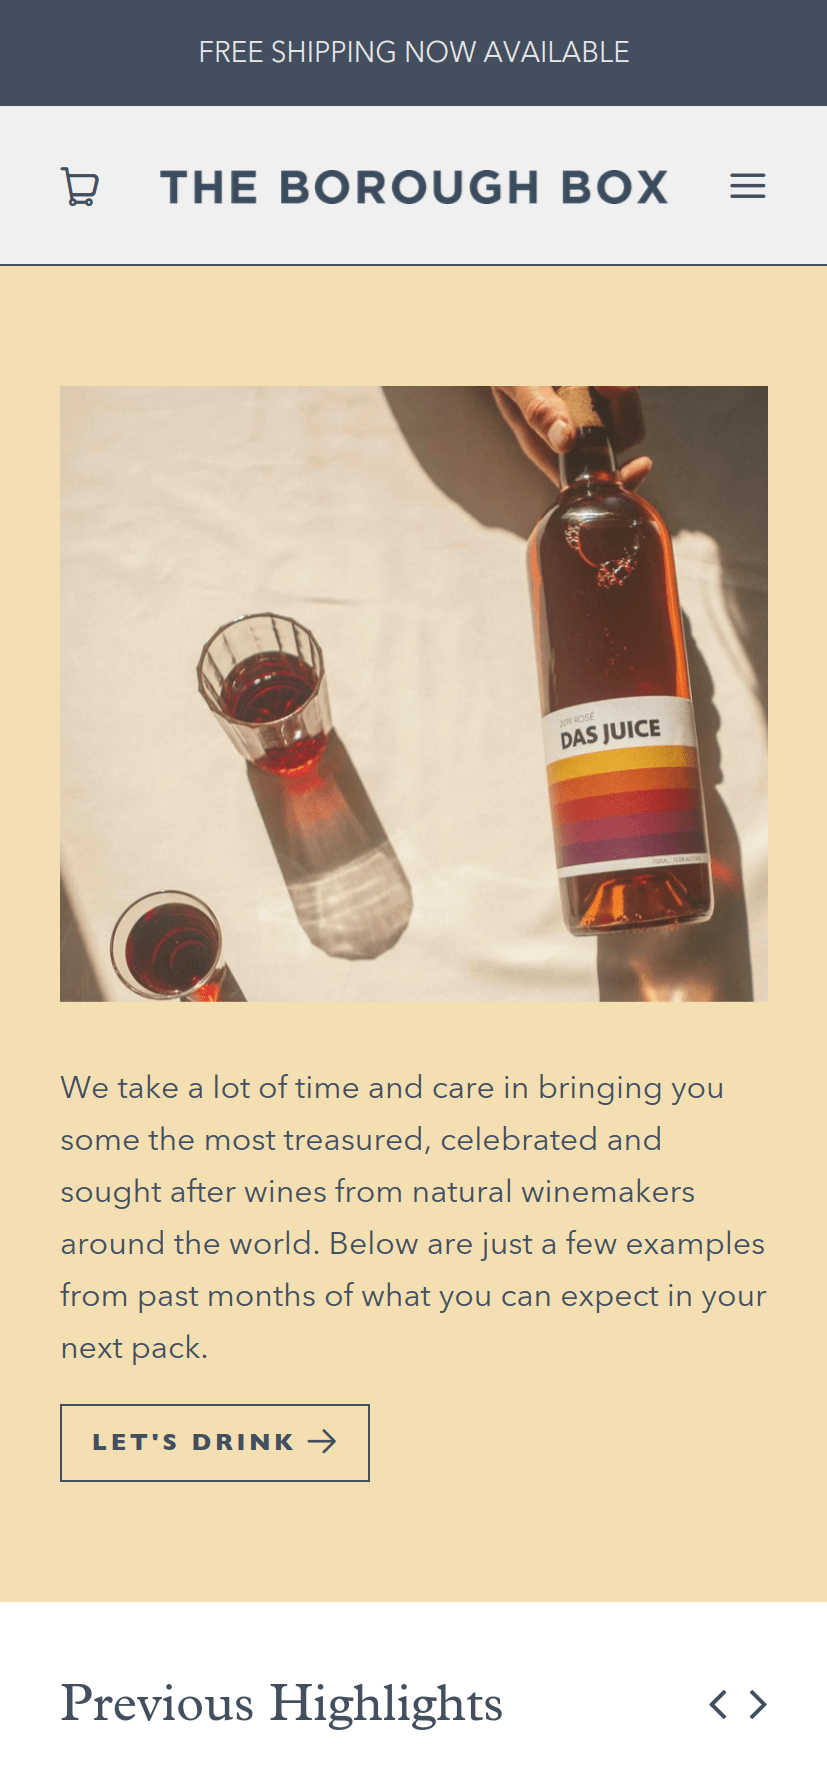 FREE SHIPPING NOW AVAILABLE
THE BOROUGH BOX
2019 ROSÉ
DAS JUICE
We take a lot of time and care in bringing you
some the most treasured, celebrated and
sought after wines from natural winemakers
around the world. Below are just a few examples
from past months of what you can expect in your
next pack.
LET'S DRINK
Previous Highlights